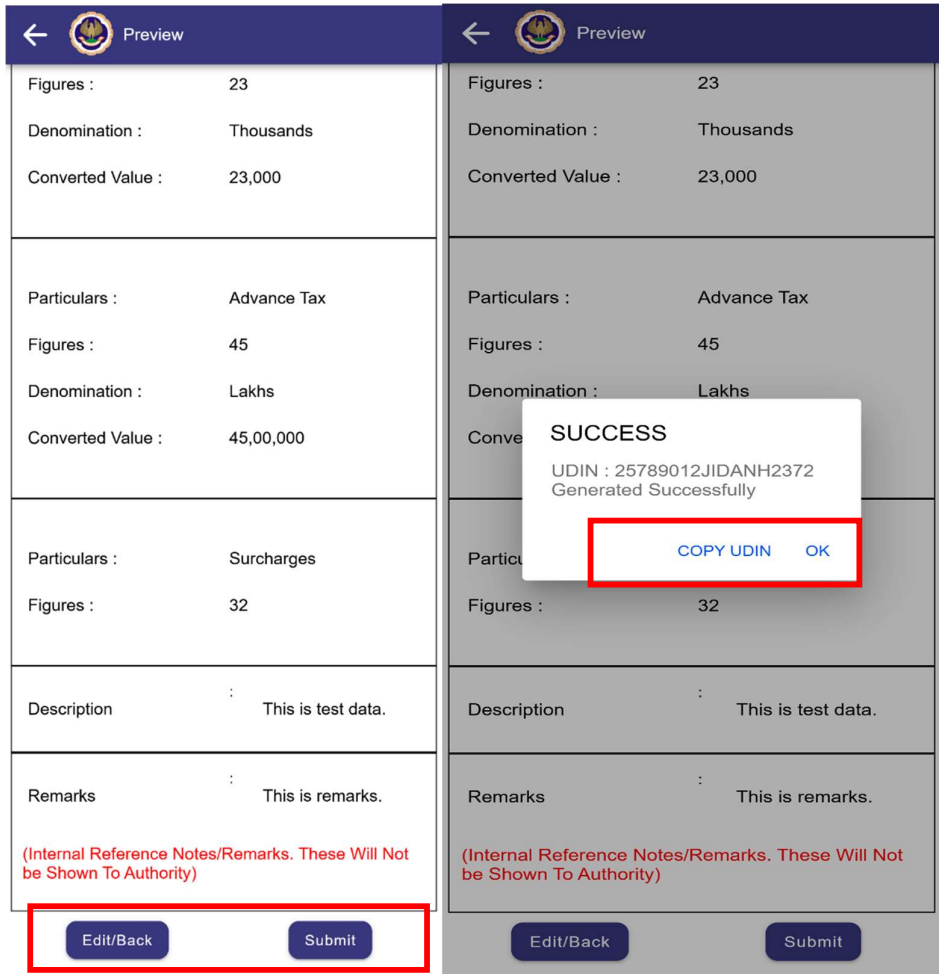 Preview
Figures : 23
Denomination : Thousands
Converted Value : 23,000
Particulars : Advance Tax
Figures : 45
Denomination : Lakhs
Converted Value : 45,00,000
Particulars : Surcharges
Figures : 32
:
Description This is test data.
:
Remarks This is remarks.
(Internal Reference Notes/Remarks. These Will Not
be Shown To Authority)
Edit/Back Submit
Preview
Figures : 23
Denomination : Thousands
Converted Value : 23,000
Particulars : Advance Tax
Figures : 45
Denomination : Lakhs
Conve
SUCCESS
UDIN : 25789012JIDANH2372
Generated Successfully
COPY UDIN OK
Particu
Figures : 32
:
Description This is test data.
:
Remarks This is remarks.
(Internal Reference Notes/Remarks. These Will Not
be Shown To Authority)
Edit/Back Submit